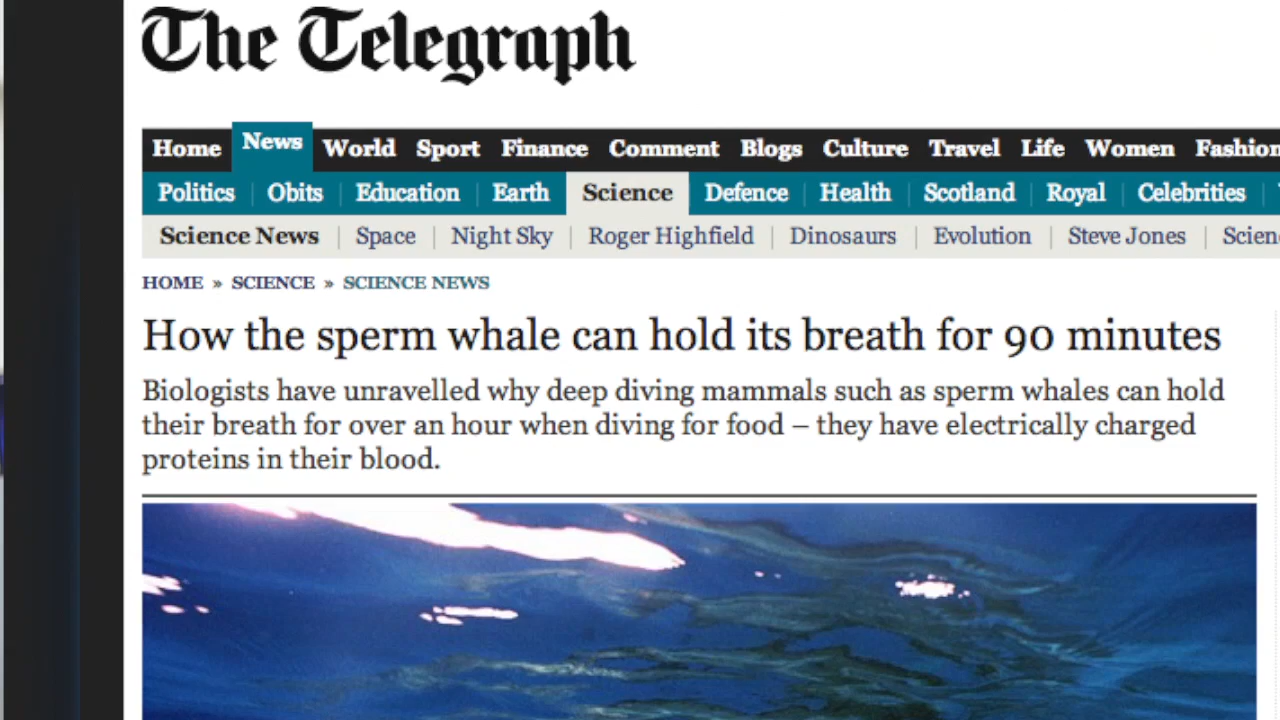 The Telegraph
Home News World Sport Finance Comment Blogs Culture Travel Life Women Fashion
Politics Obits Education Earth Science Defence Health Scotland Royal Celebrities
Science News Space Night Sky Roger Highfield Dinosaurs Evolution Steve Jones
HOME » SCIENCE » SCIENCE NEWS
How the sperm whale can hold its breath for 90 minutes
Biologists have unravelled why deep diving mammals such as sperm whales can hold
their breath for over an hour when diving for food – they have electrically charged
proteins in their blood.